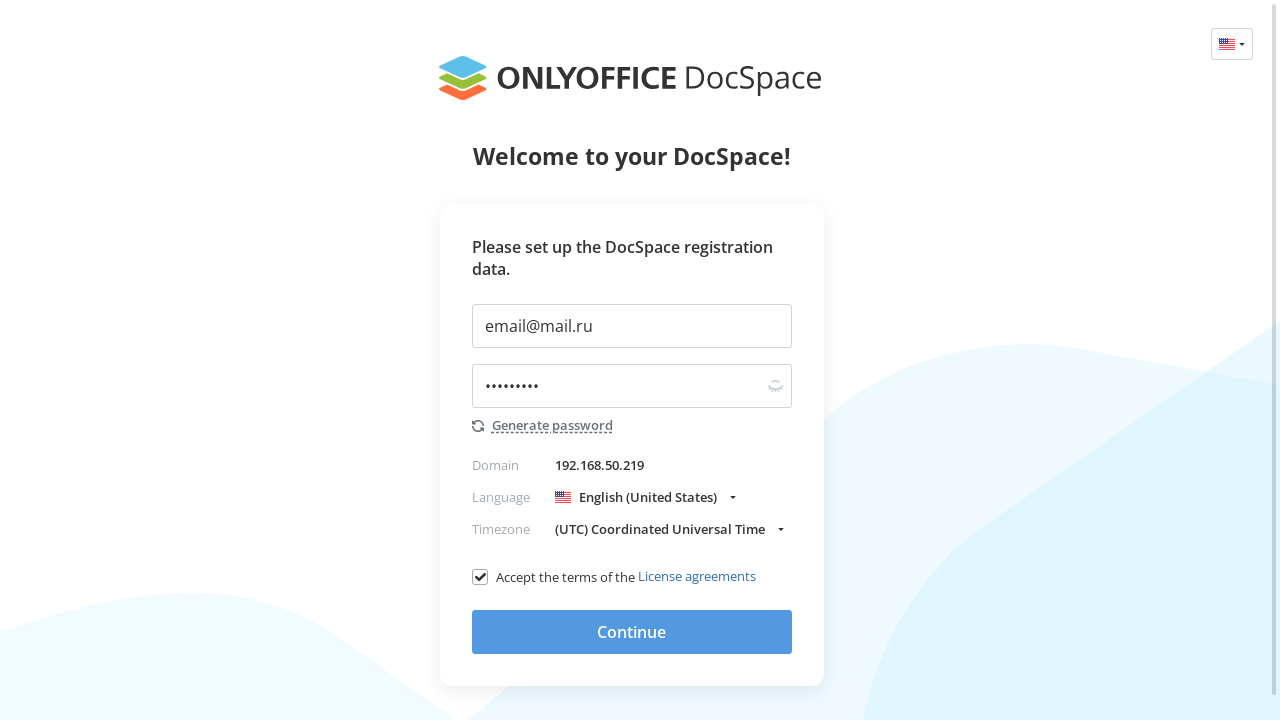 ONLYOFFICE DocSpace
Welcome to your DocSpace!
Please set up the DocSpace registration
data.
email@mail.ru
•••••••••
Generate password
Domain 192.168.50.219
Language English (United States)
Timezone (UTC) Coordinated Universal Time
Accept the terms of the License agreements
Continue